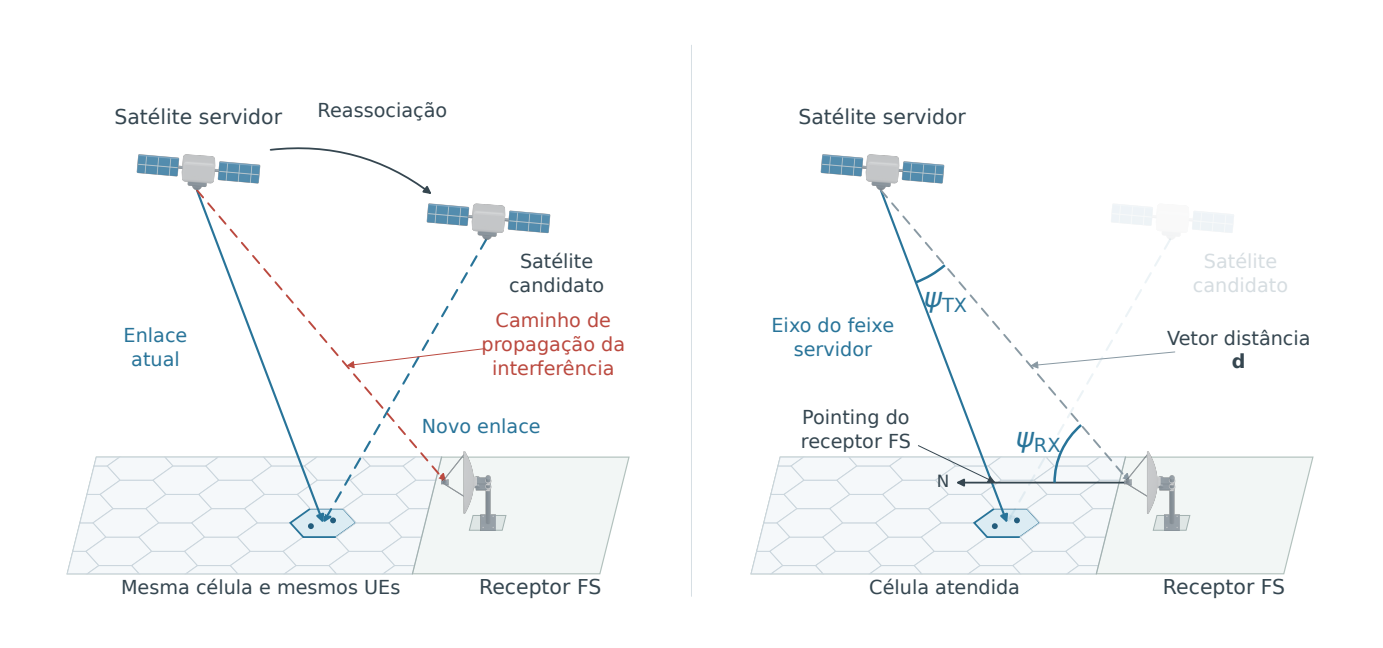 Satélite servidor
Reassociação
Satélite
candidato
Enlace
atual
Caminho de
propagação da
interferência
Novo enlace
Mesma célula e mesmos UEs
Receptor FS
Satélite servidor
ψTX
Satélite
candidato
Eixo do feixe
servidor
Vetor distância
d
Pointing do
receptor FS
ψRX
N
Célula atendida
Receptor FS